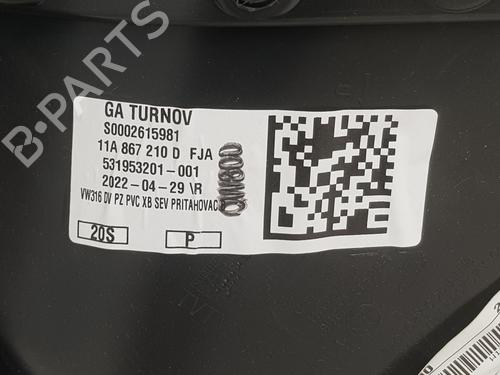 GA TURNOV
S0002615981
11A 867 210 D FJA
531953201-001
2022-04-29 \R
VW316 DV PZ PVC XB SEV PRITAHOVAC
20S
P
B-PARTS